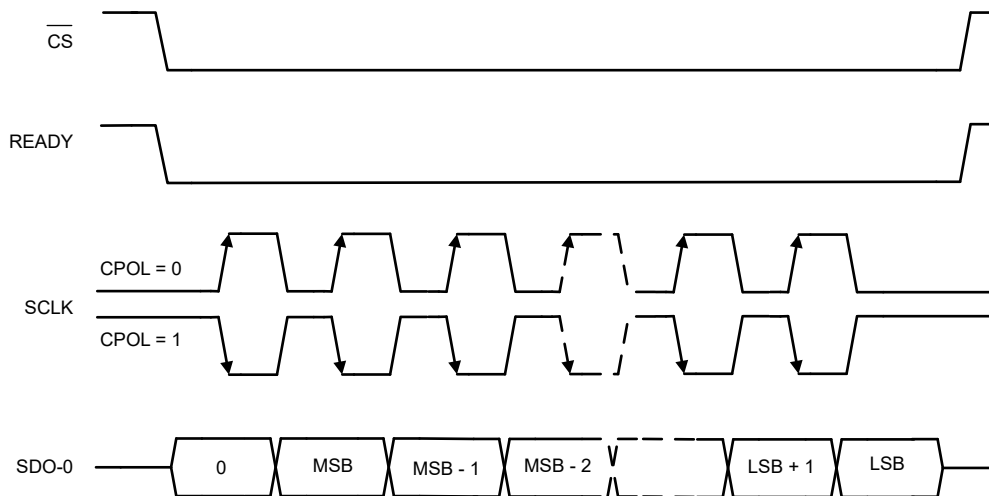 CS
READY
CPOL = 0
SCLK
CPOL = 1
SDO-0 0 MSB MSB - 1 MSB - 2 LSB + 1 LSB